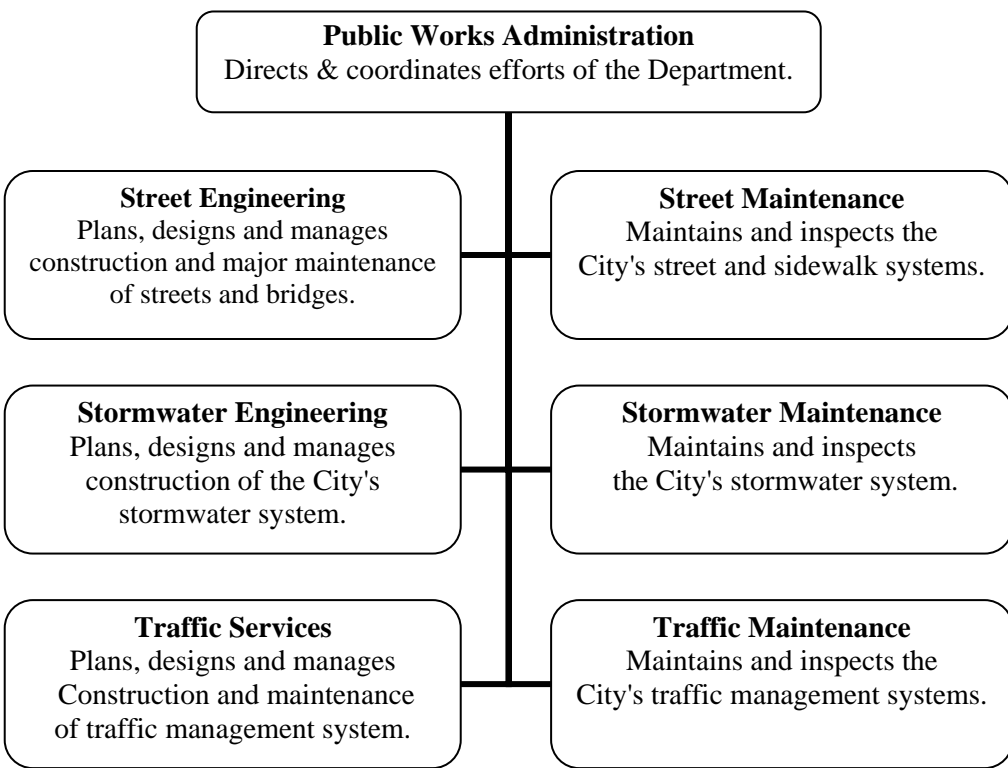 Public Works Administration
Directs & coordinates efforts of the Department.
Street Engineering
Plans, designs and manages
construction and major maintenance
of streets and bridges.
Street Maintenance
Maintains and inspects the
City's street and sidewalk systems.
Stormwater Engineering
Plans, designs and manages
construction of the City's
stormwater system.
Stormwater Maintenance
Maintains and inspects
the City's stormwater system.
Traffic Services
Plans, designs and manages
Construction and maintenance
of traffic management system.
Traffic Maintenance
Maintains and inspects the
City's traffic management systems.